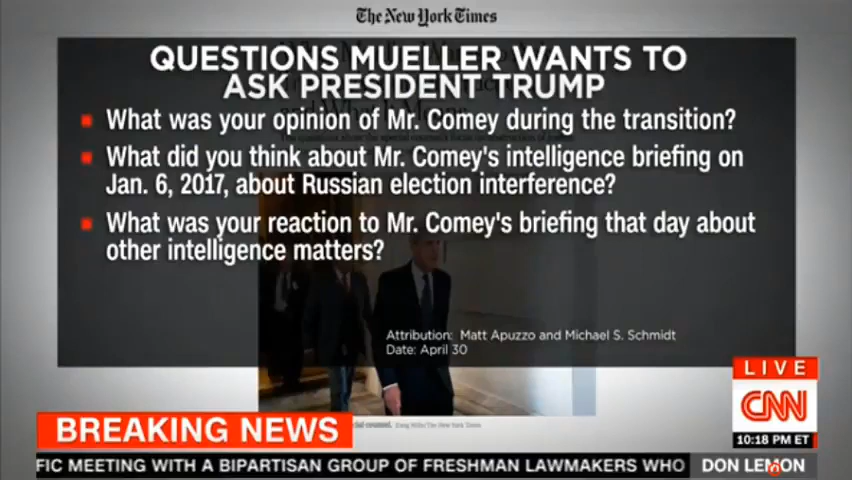 The New York Times
QUESTIONS MUELLER WANTS TO
ASK PRESIDENT TRUMP
What was your opinion of Mr. Comey during the transition?
What did you think about Mr. Comey's intelligence briefing on
Jan. 6, 2017, about Russian election interference?
What was your reaction to Mr. Comey's briefing that day about
other intelligence matters?
Attribution: Matt Apuzzo and Michael S. Schmidt
Date: April 30
LIVE
CNN
10:18 PM ET
BREAKING NEWS
FIC MEETING WITH A BIPARTISAN GROUP OF FRESHMAN LAWMAKERS WHO
DON LEMON